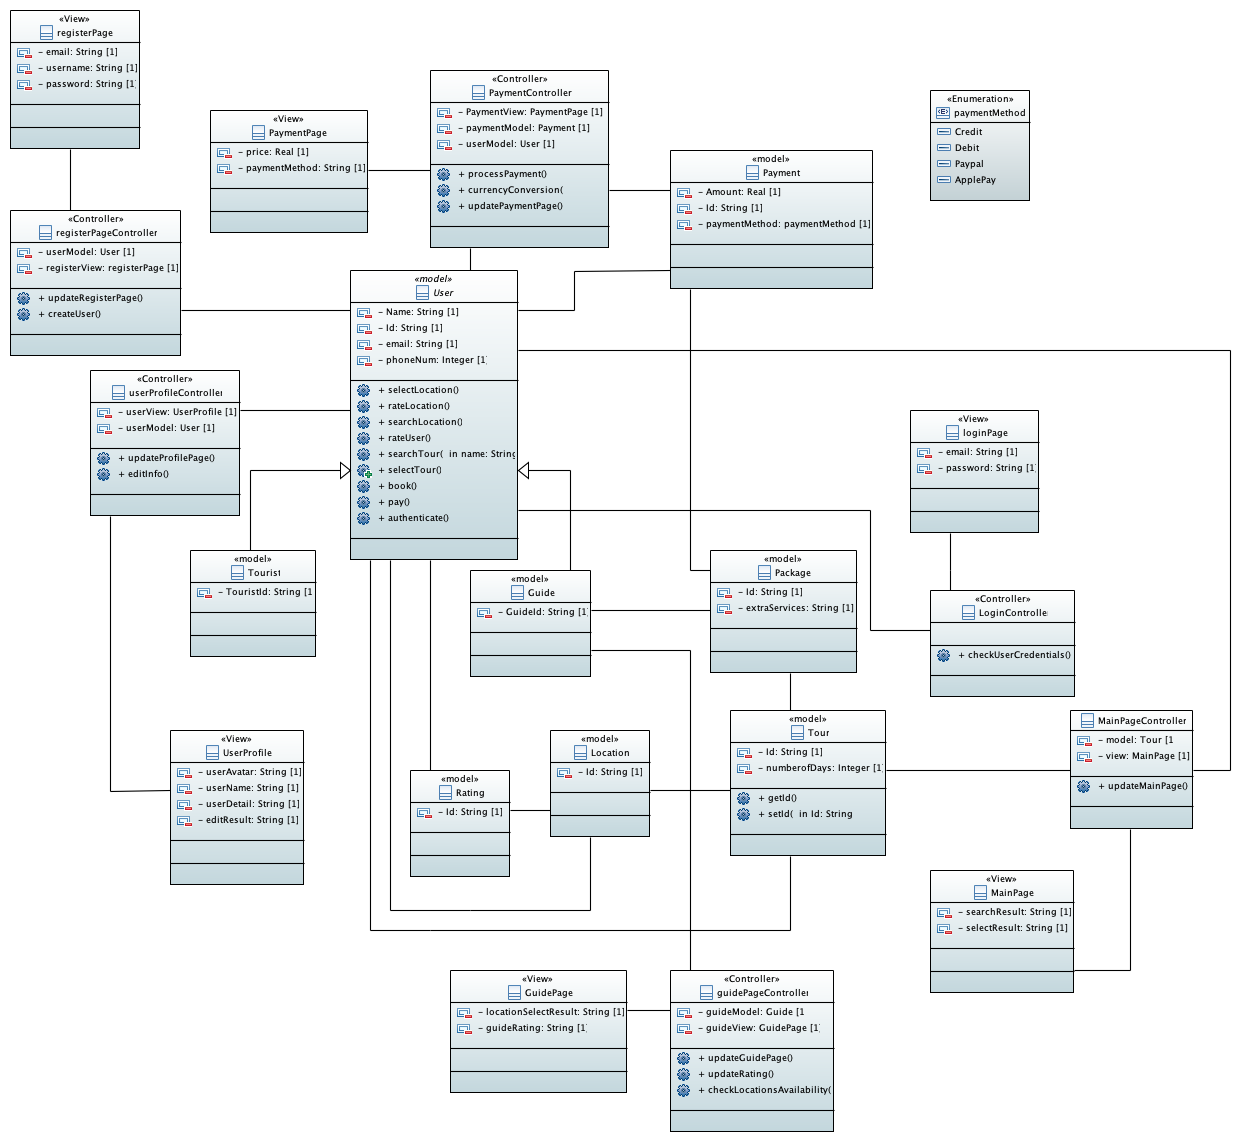 «View»
registerPage
- email: String [1]
- username: String [1]
- password: String [1]
«View»
PaymentPage
- price: Real [1]
- paymentMethod: String [1]
«Controller»
PaymentController
- PaymentView: PaymentPage [1]
- paymentModel: Payment [1]
- userModel: User [1]
+ processPayment()
+ currencyConversion(
+ updatePaymentPage()
«model»
Payment
- Amount: Real [1]
- Id: String [1]
- paymentMethod: paymentMethod [1]
«Enumeration»
paymentMethod
Credit
Debit
Paypal
ApplePay
«Controller»
registerPageController
- userModel: User [1]
- registerView: registerPage [1]
+ updateRegisterPage()
+ createUser()
«model»
User
- Name: String [1]
- Id: String [1]
- email: String [1]
- phoneNum: Integer [1]
+ selectLocation()
+ rateLocation()
+ searchLocation()
+ rateUser()
+ searchTour( in name: String
+ selectTour()
+ book()
+ pay()
+ authenticate()
«Controller»
userProfileController
- userView: UserProfile [1]
- userModel: User [1]
+ updateProfilePage()
+ editInfo()
«View»
loginPage
- email: String [1]
- password: String [1]
«model»
Tourist
- TouristId: String [1
«model»
Guide
- GuideId: String [1]
«model»
Package
- Id: String [1]
- extraServices: String [1]
«Controller»
LoginController
+ checkUserCredentials()
«View»
UserProfile
- userAvatar: String [1]
- userName: String [1]
- userDetail: String [1]
- editResult: String [1]
«model»
Rating
- Id: String [1]
«model»
Location
- Id: String [1]
«model»
Tour
- Id: String [1]
- numberofDays: Integer [1]
+ getId()
+ setId( in Id: String
MainPageController
- model: Tour [1
- view: MainPage [1]
+ updateMainPage()
«View»
MainPage
- searchResult: String [1]
- selectResult: String [1]
«View»
GuidePage
- locationSelectResult: String [1]
- guideRating: String [1]
«Controller»
guidePageController
- guideModel: Guide [1
- guideView: GuidePage [1]
+ updateGuidePage()
+ updateRating()
+ checkLocationsAvailability(